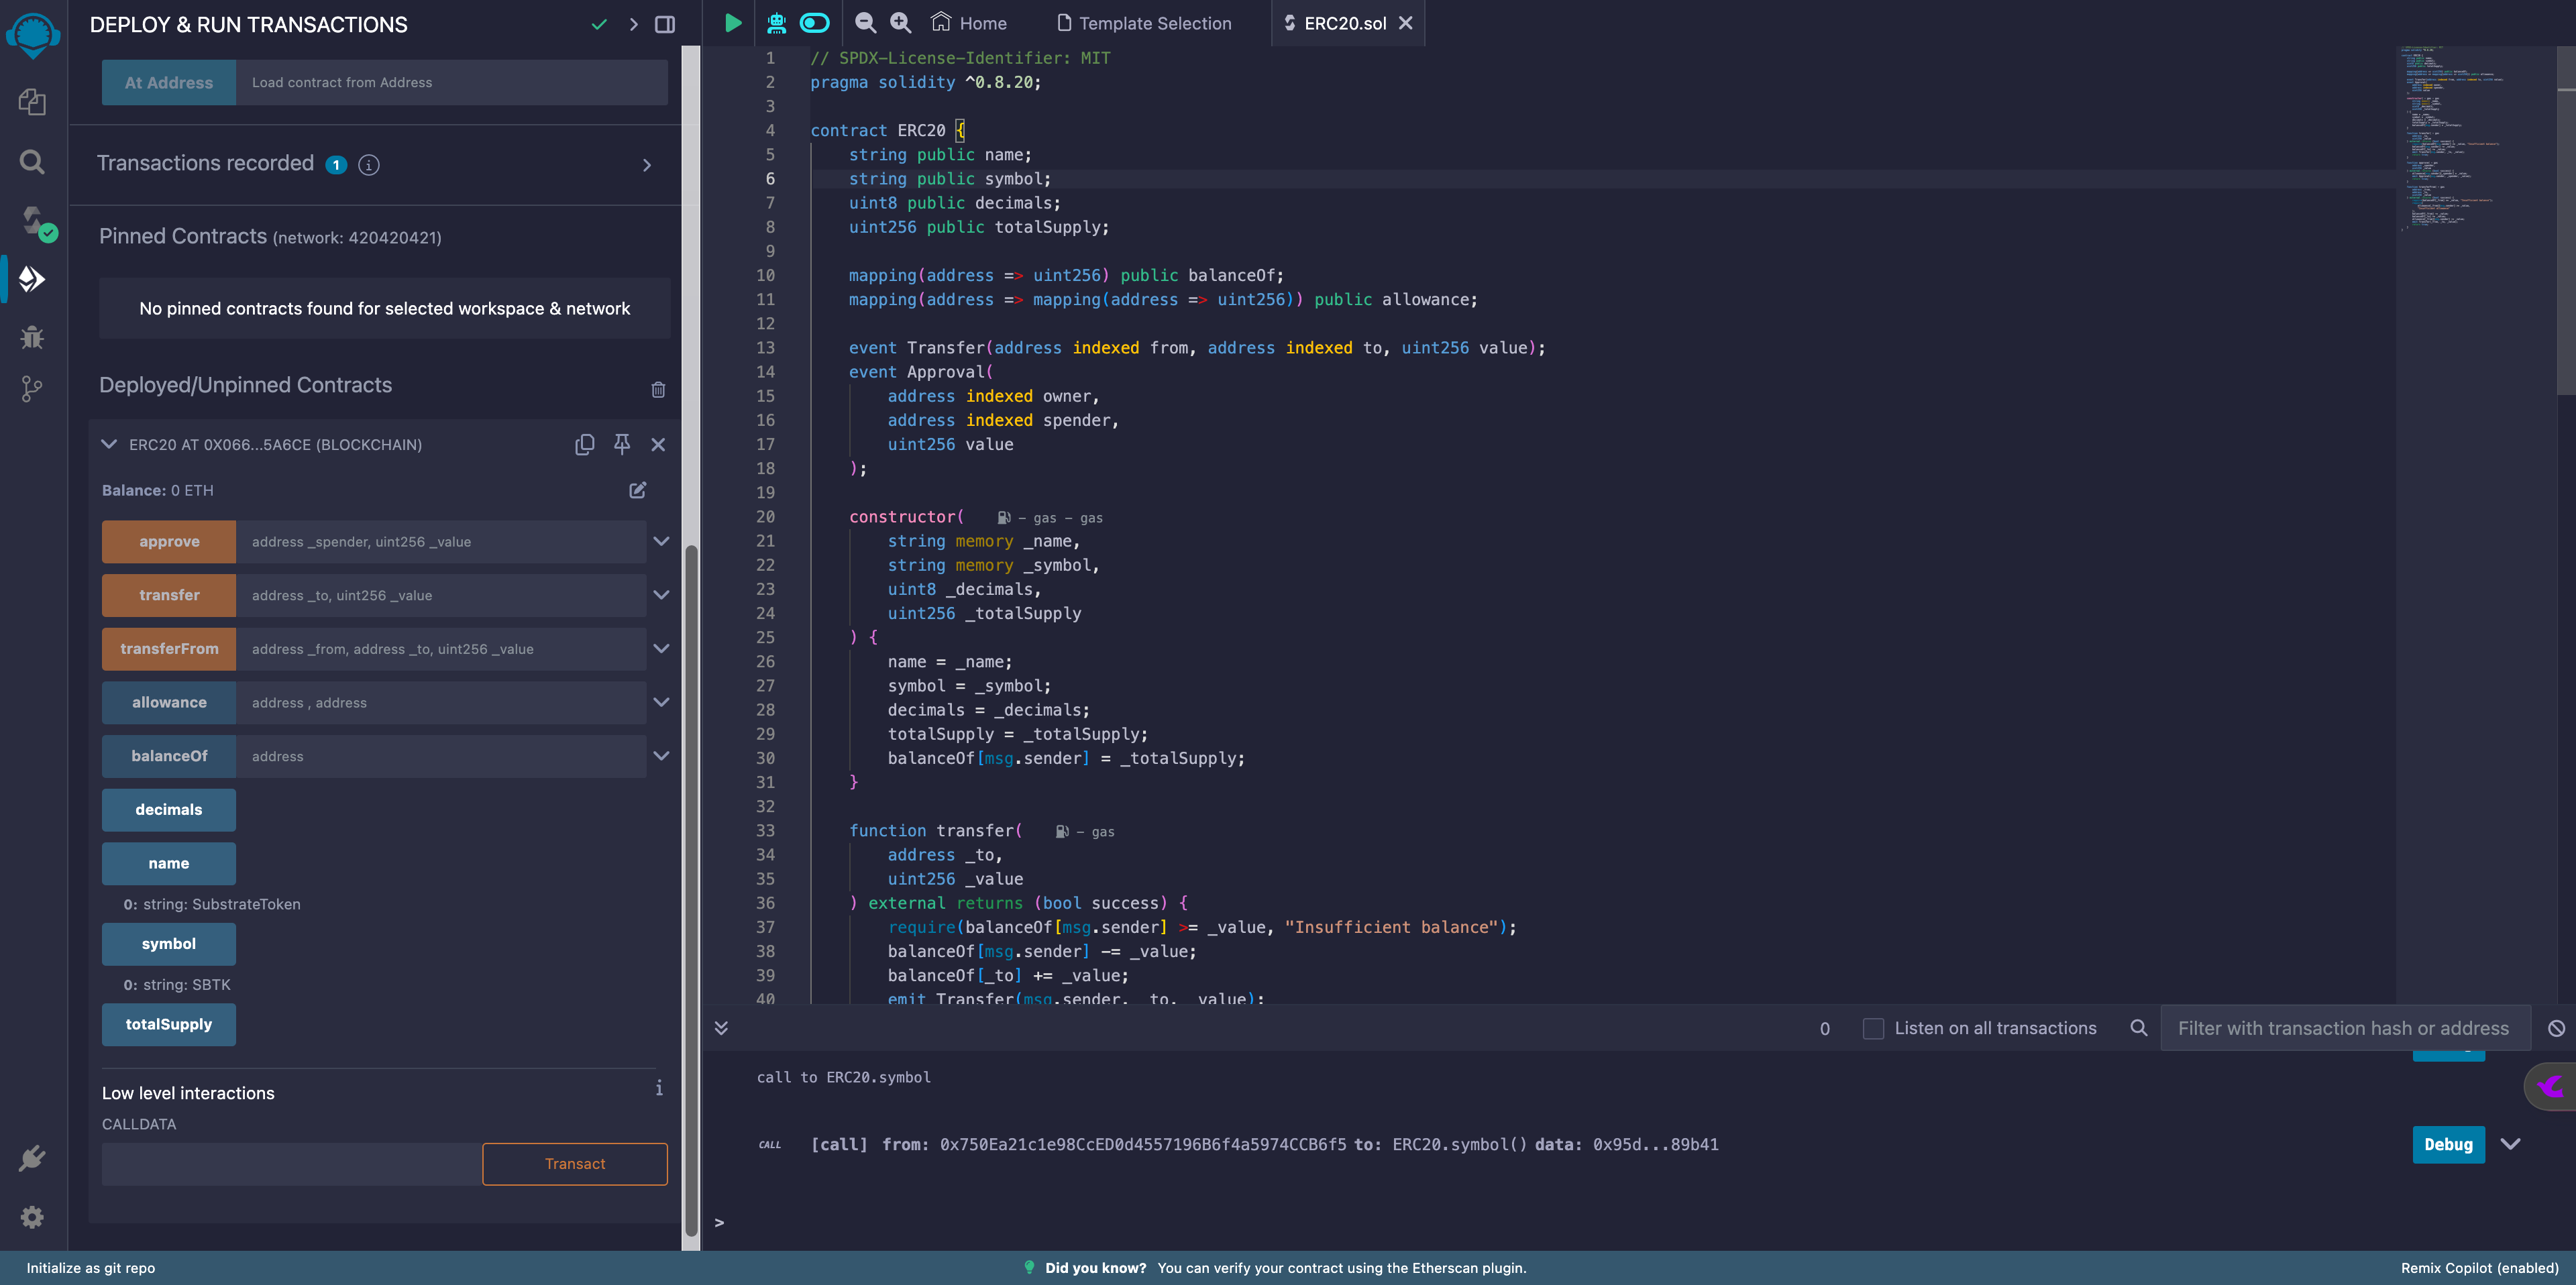 DEPLOY & RUN TRANSACTIONS
At Address
Load contract from Address
Transactions recorded 1
Pinned Contracts (network: 420420421)
No pinned contracts found for selected workspace & network
Deployed/Unpinned Contracts
ERC20 AT 0X066...5A6CE (BLOCKCHAIN)
Balance: 0 ETH
approve address _spender, uint256 _value
transfer address _to, uint256 _value
transferFrom address _from, address _to, uint256 _value
allowance address , address
balanceOf address
decimals
name
0: string: SubstrateToken
symbol
0: string: SBTK
totalSupply
Low level interactions
CALLDATA
Transact
Home
Template Selection
ERC20.sol
1 // SPDX-License-Identifier: MIT
2 pragma solidity ^0.8.20;
3
4 contract ERC20 {
5 string public name;
6 string public symbol;
7 uint8 public decimals;
8 uint256 public totalSupply;
9
10 mapping(address => uint256) public balanceOf;
11 mapping(address => mapping(address => uint256)) public allowance;
12
13 event Transfer(address indexed from, address indexed to, uint256 value);
14 event Approval(
15 address indexed owner,
16 address indexed spender,
17 uint256 value
18 );
19
20 constructor( - gas - gas
21 string memory _name,
22 string memory _symbol,
23 uint8 _decimals,
24 uint256 _totalSupply
25 ) {
26 name = _name;
27 symbol = _symbol;
28 decimals = _decimals;
29 totalSupply = _totalSupply;
30 balanceOf[msg.sender] = _totalSupply;
31 }
32
33 function transfer( - gas
34 address _to,
35 uint256 _value
36 ) external returns (bool success) {
37 require(balanceOf[msg.sender] >= _value, "Insufficient balance");
38 balanceOf[msg.sender] -= _value;
39 balanceOf[_to] += _value;
40 emit Transfer(msg.sender, _to, _value);
0 Listen on all transactions
Filter with transaction hash or address
call to ERC20.symbol
CALL [call] from: 0x750Ea21c1e98CcED0d4557196B6f4a5974CCB6f5 to: ERC20.symbol() data: 0x95d...89b41
Debug
>
Initialize as git repo
Did you know? You can verify your contract using the Etherscan plugin.
Remix Copilot (enabled)